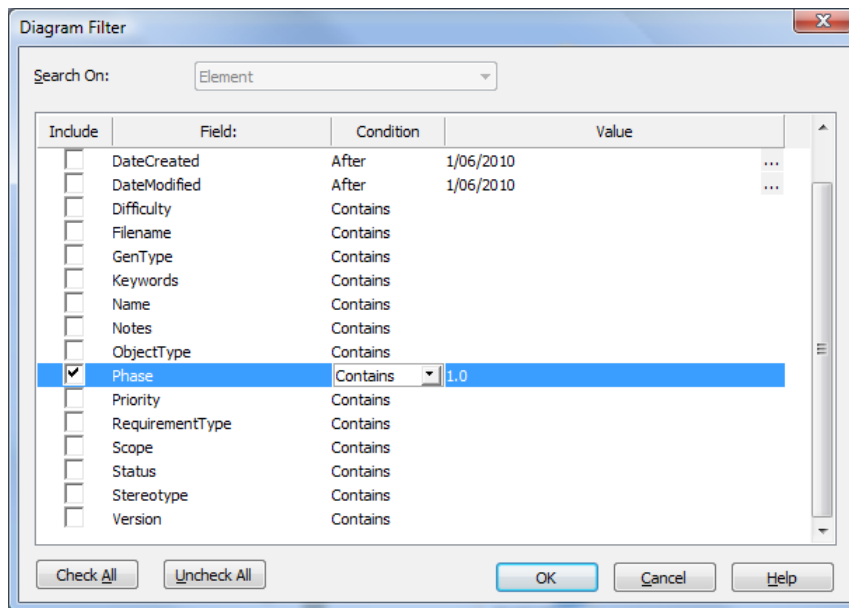 Diagram Filter
Search On: Element
Include Field: Condition Value
DateCreated After 1/06/2010 ...
DateModified After 1/06/2010 ...
Difficulty Contains
Filename Contains
GenType Contains
Keywords Contains
Name Contains
Notes Contains
ObjectType Contains
Phase Contains 1.0
Priority Contains
RequirementType Contains
Scope Contains
Status Contains
Stereotype Contains
Version Contains
Check All Uncheck All OK Cancel Help